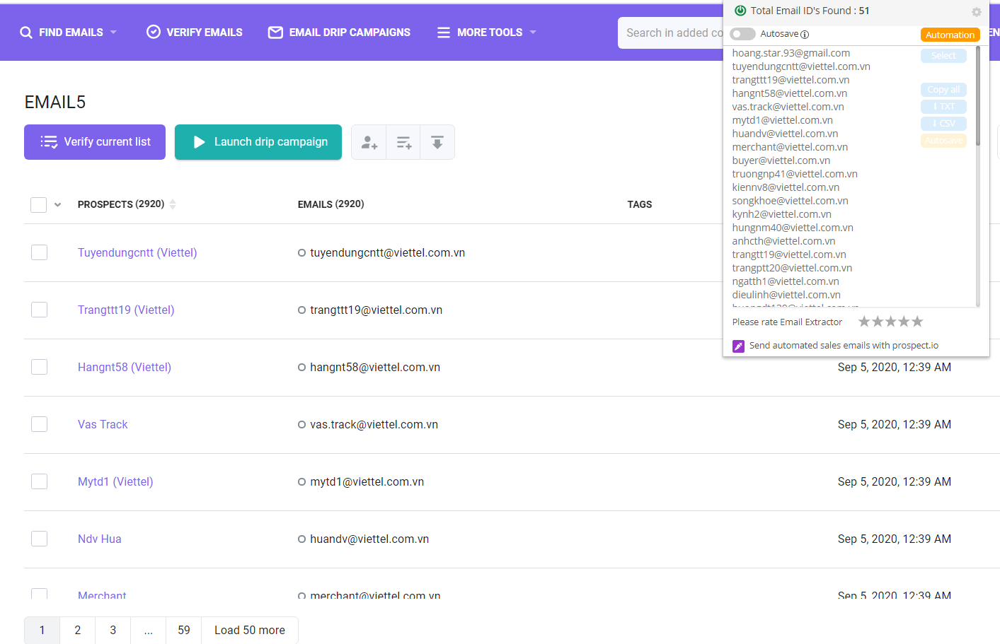 FIND EMAILS
VERIFY EMAILS
EMAIL DRIP CAMPAIGNS
MORE TOOLS
Search in added co
EN
EMAIL5
Verify current list
Launch drip campaign
PROSPECTS (2920)
EMAILS (2920)
TAGS
Tuyendungcntt (Viettel)
tuyendungcntt@viettel.com.vn
Trangttt19 (Viettel)
trangttt19@viettel.com.vn
Hangnt58 (Viettel)
hangnt58@viettel.com.vn
Sep 5, 2020, 12:39 AM
Vas Track
vas.track@viettel.com.vn
Sep 5, 2020, 12:39 AM
Mytd1 (Viettel)
mytd1@viettel.com.vn
Sep 5, 2020, 12:39 AM
Ndv Hua
huandv@viettel.com.vn
Sep 5, 2020, 12:39 AM
Merchant
merchant@viettel.com.vn
Sep 5, 2020, 12:39 AM
1
2
3
...
59
Load 50 more
Total Email ID's Found : 51
Autosave
Automation
hoang.star.93@gmail.com
tuyendungcntt@viettel.com.vn
trangttt19@viettel.com.vn
hangnt58@viettel.com.vn
vas.track@viettel.com.vn
mytd1@viettel.com.vn
huandv@viettel.com.vn
merchant@viettel.com.vn
buyer@viettel.com.vn
truongnp41@viettel.com.vn
kiennv8@viettel.com.vn
songkhoe@viettel.com.vn
kynh2@viettel.com.vn
hungnm40@viettel.com.vn
anhcth@viettel.com.vn
trangtt19@viettel.com.vn
trangptt20@viettel.com.vn
ngatth1@viettel.com.vn
dieulinh@viettel.com.vn
Select
Copy all
⬇ TXT
⬇ CSV
Autosave
Please rate Email Extractor
★★★★★
Send automated sales emails with prospect.io